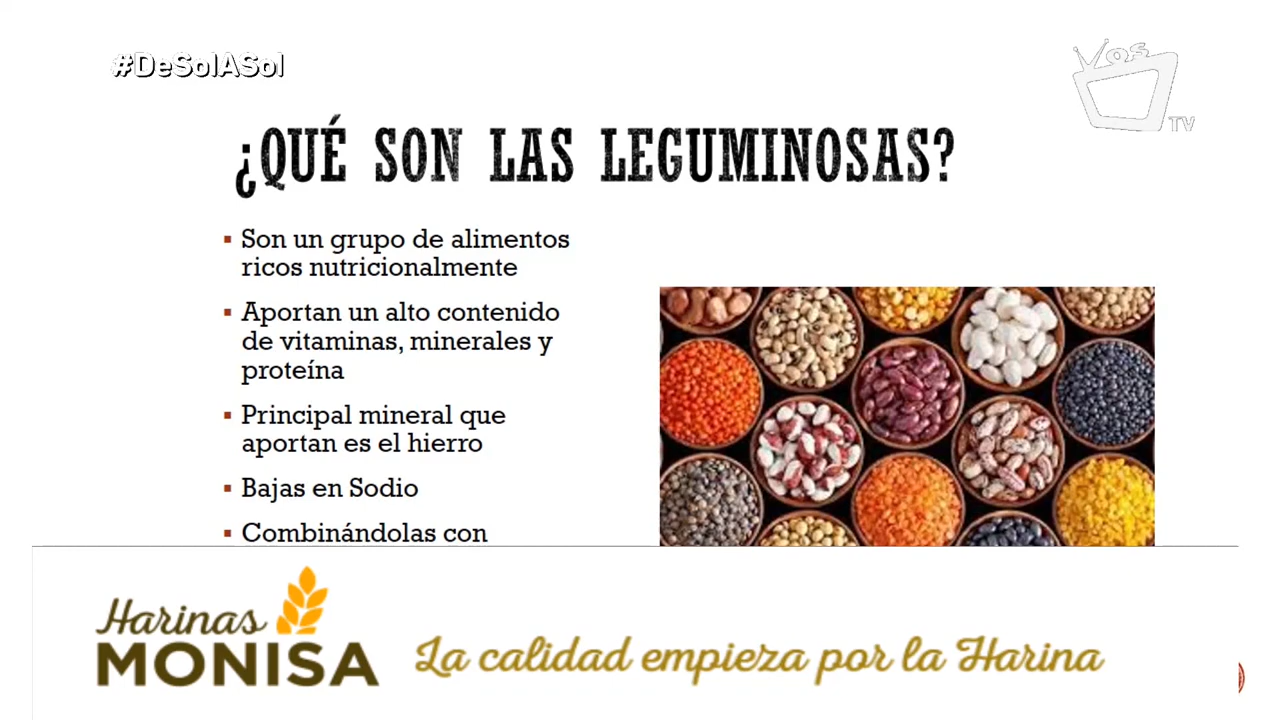 #DeSolASol
Vos
TV
¿QUÉ SON LAS LEGUMINOSAS?
▪ Son un grupo de alimentos
ricos nutricionalmente
▪ Aportan un alto contenido
de vitaminas, minerales y
proteína
▪ Principal mineral que
aportan es el hierro
▪ Bajas en Sodio
▪ Combinándolas con
Harinas
MONISA
La calidad empieza por la Harina